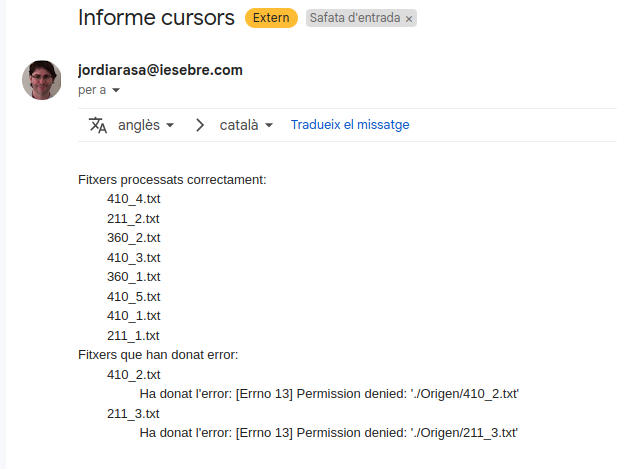 Informe cursors Extern Safata d'entrada ×
jordiarasa@iesebre.com
per a
anglès català Tradueix el missatge
Fitxers processats correctament:
410_4.txt
211_2.txt
360_2.txt
410_3.txt
360_1.txt
410_5.txt
410_1.txt
211_1.txt
Fitxers que han donat error:
410_2.txt
Ha donat l'error: [Errno 13] Permission denied: './Origen/410_2.txt'
211_3.txt
Ha donat l'error: [Errno 13] Permission denied: './Origen/211_3.txt'